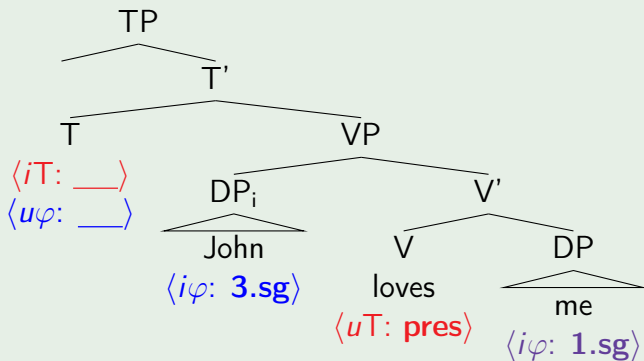 TP
T'
T VP
⟨iT: ___⟩
⟨uφ: ___⟩
DPi V'
John V DP
⟨iφ: 3.sg⟩ loves me
⟨uT: pres⟩ ⟨iφ: 1.sg⟩